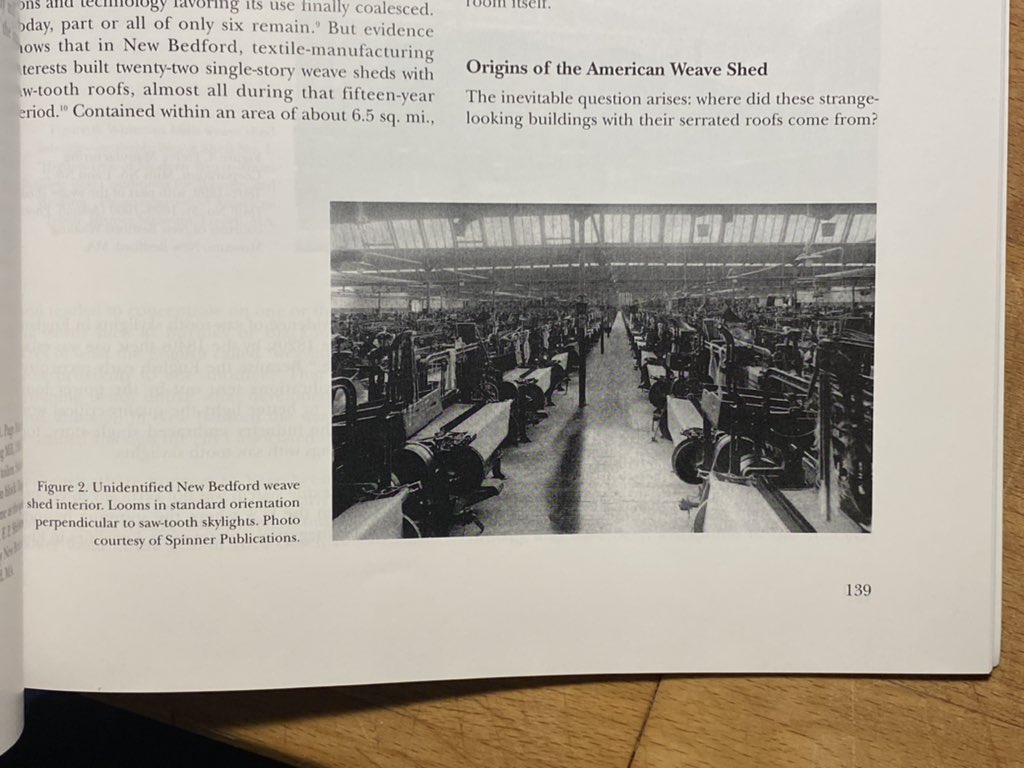 ons and technology favoring its use finally coalesced.
oday, part or all of only six remain.⁹ But evidence
ows that in New Bedford, textile-manufacturing
terests built twenty-two single-story weave sheds with
w-tooth roofs, almost all during that fifteen-year
eriod.¹⁰ Contained within an area of about 6.5 sq. mi.,
room itself.
Origins of the American Weave Shed
The inevitable question arises: where did these strange-
looking buildings with their serrated roofs come from?
Figure 2. Unidentified New Bedford weave
shed interior. Looms in standard orientation
perpendicular to saw-tooth skylights. Photo
courtesy of Spinner Publications.
139